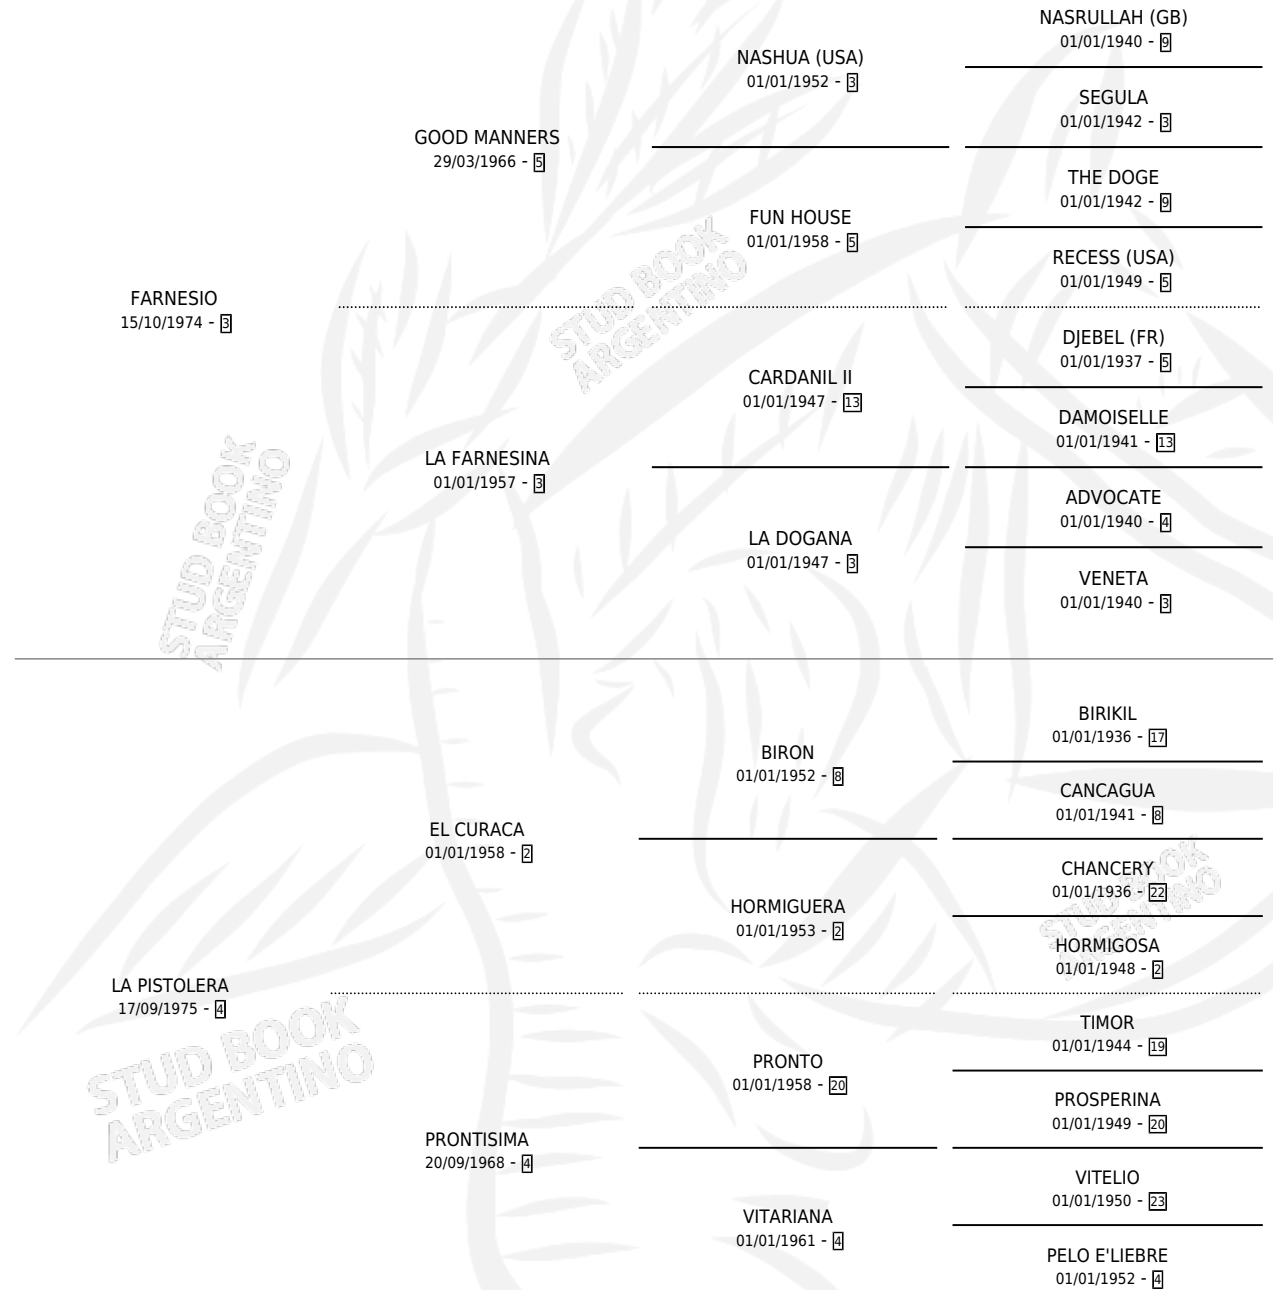 NASRULLAH (GB)
01/01/1940 - 9
NASHUA (USA)
01/01/1952 - 3
SEGULA
01/01/1942 - 3
GOOD MANNERS
29/03/1966 - 5
THE DOGE
01/01/1942 - 9
FUN HOUSE
01/01/1958 - 5
RECESS (USA)
01/01/1949 - 5
FARNESIO
15/10/1974 - 3
DJEBEL (FR)
01/01/1937 - 5
CARDANIL II
01/01/1947 - 13
DAMOISELLE
01/01/1941 - 13
LA FARNESINA
01/01/1957 - 3
ADVOCATE
01/01/1940 - 4
LA DOGANA
01/01/1947 - 3
VENETA
01/01/1940 - 3
BIRIKIL
01/01/1936 - 17
BIRON
01/01/1952 - 8
CANCAGUA
01/01/1941 - 8
EL CURACA
01/01/1958 - 2
CHANCERY
01/01/1936 - 22
HORMIGUERA
01/01/1953 - 2
HORMIGOSA
01/01/1948 - 2
LA PISTOLERA
17/09/1975 - 4
TIMOR
01/01/1944 - 19
PRONTO
01/01/1958 - 20
PROSPERINA
01/01/1949 - 20
PRONTISIMA
20/09/1968 - 4
VITELIO
01/01/1950 - 23
VITARIANA
01/01/1961 - 4
PELO E'LIEBRE
01/01/1952 - 4
STUD BOOK
ARGENTINO
STUD BOOK
ARGENTINO
STUD BOOK
ARGENTINO
STUD BOOK
ARGENTINO